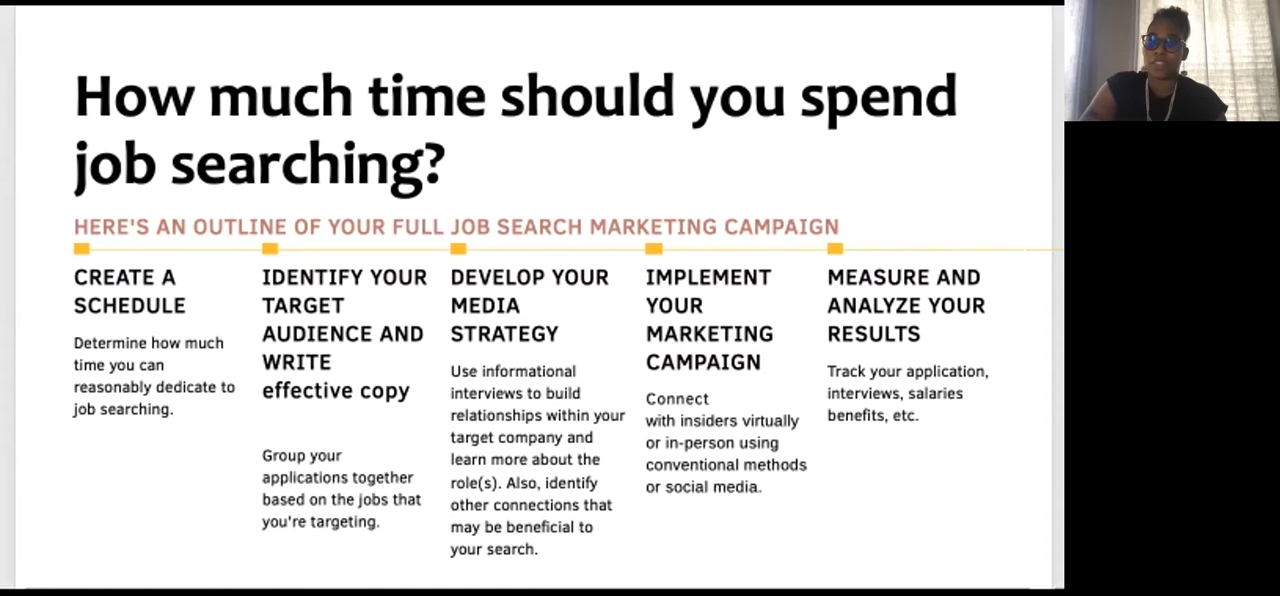 How much time should you spend
job searching?
HERE'S AN OUTLINE OF YOUR FULL JOB SEARCH MARKETING CAMPAIGN
CREATE A
SCHEDULE
Determine how much
time you can
reasonably dedicate to
job searching.
IDENTIFY YOUR
TARGET
AUDIENCE AND
WRITE
effective copy
Group your
applications together
based on the jobs that
you're targeting.
DEVELOP YOUR
MEDIA
STRATEGY
Use informational
interviews to build
relationships within your
target company and
learn more about the
role(s). Also, identify
other connections that
may be beneficial to
your search.
IMPLEMENT
YOUR
MARKETING
CAMPAIGN
Connect
with insiders virtually
or in-person using
conventional methods
or social media.
MEASURE AND
ANALYZE YOUR
RESULTS
Track your application,
interviews, salaries
benefits, etc.